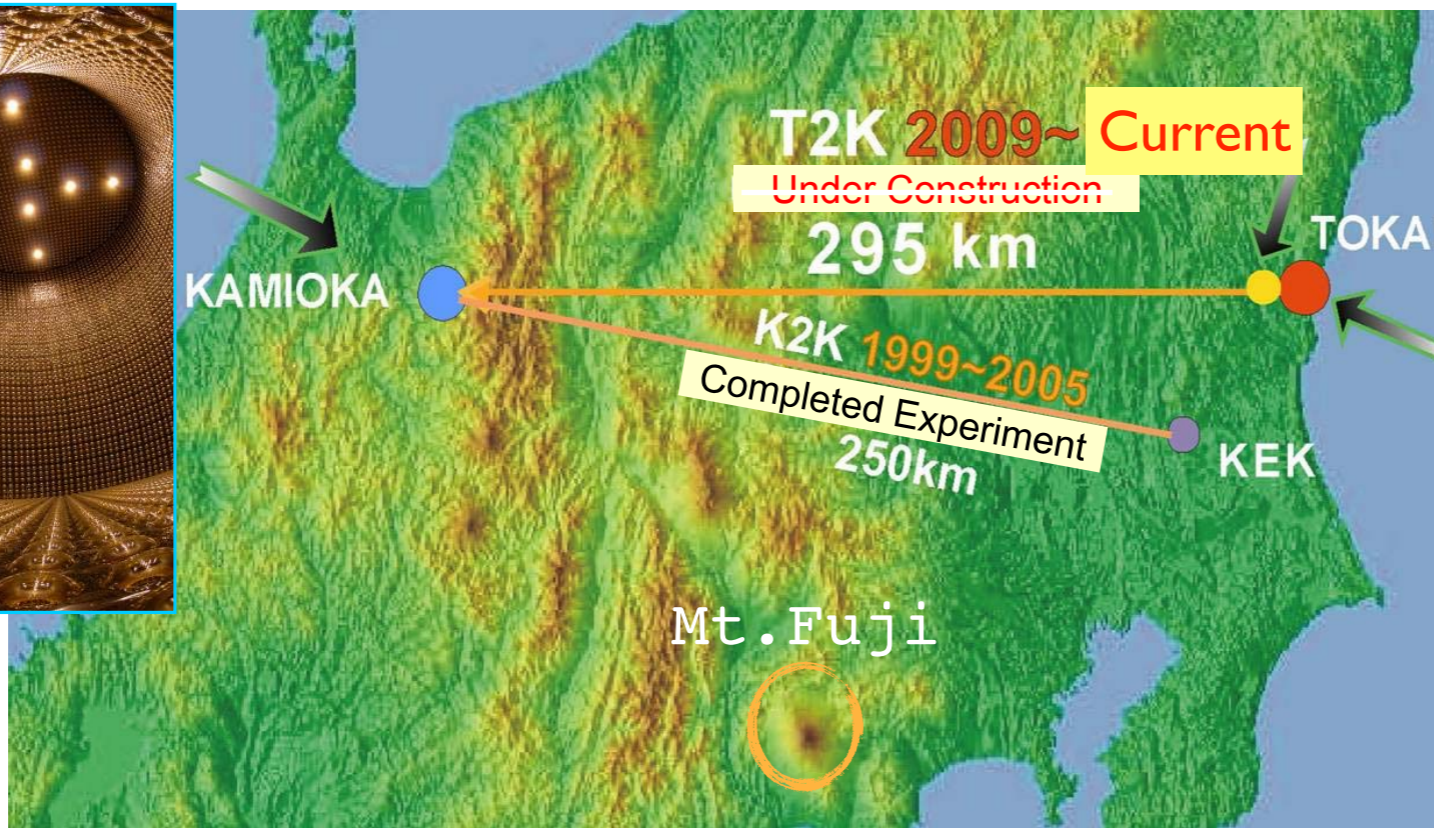 T2K 2009~ Current
Under Construction
295 km
TOKA
KAMIOKA
K2K 1999~2005
Completed Experiment
250km
KEK
Mt.Fuji